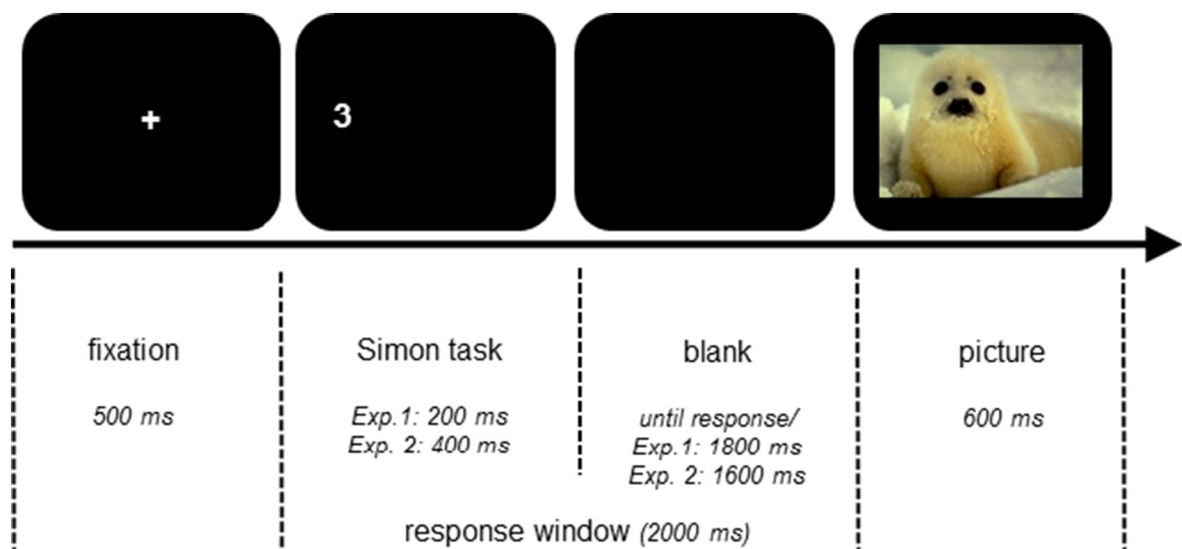 +
3
fixation
Simon task
blank
picture
500 ms
Exp.1: 200 ms
Exp. 2: 400 ms
until response/
Exp.1: 1800 ms
Exp. 2: 1600 ms
600 ms
response window (2000 ms)